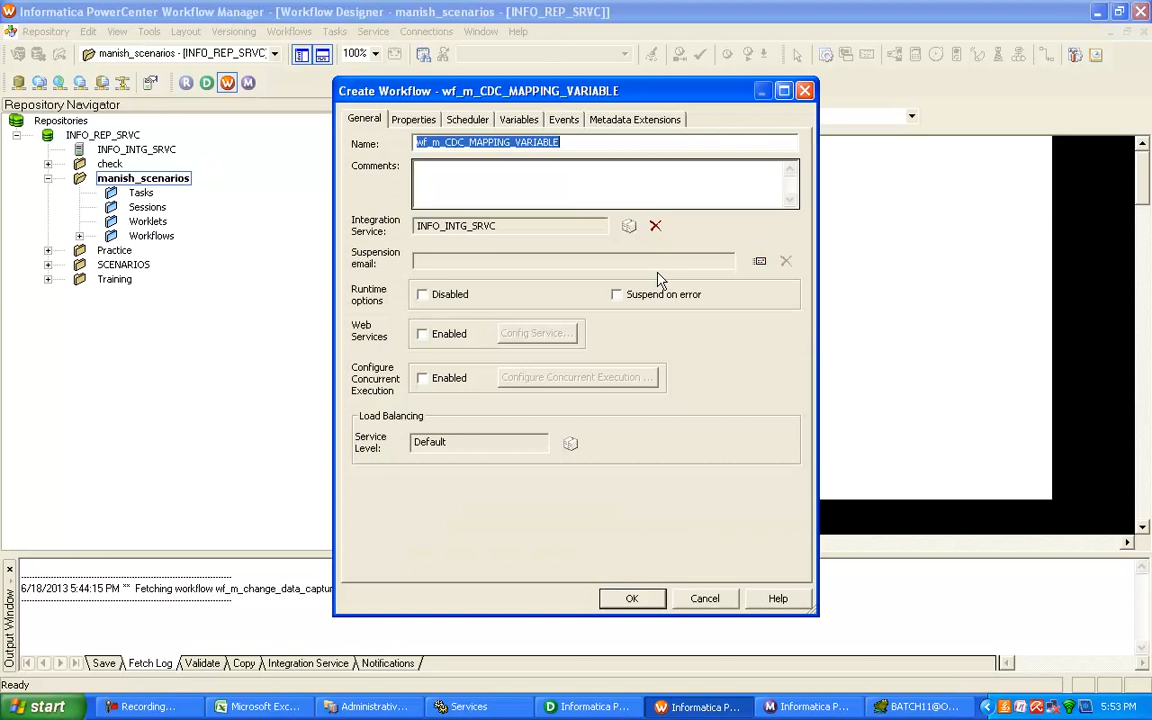 Informatica PowerCenter Workflow Manager - [Workflow Designer - manish_scenarios - [INFO_REP_SRVC]]
Repository Edit View Tools Layout Versioning Workflows Tasks Service Connections Window Help
manish_scenarios - [INFO_REP_SRVC] 100%
R D W M
Repository Navigator
Repositories
INFO_REP_SRVC
INFO_INTG_SRVC
check
manish_scenarios
Tasks
Sessions
Worklets
Workflows
Practice
SCENARIOS
Training
Create Workflow - wf_m_CDC_MAPPING_VARIABLE
General Properties Scheduler Variables Events Metadata Extensions
Name: wf_m_CDC_MAPPING_VARIABLE
Comments:
Integration Service: INFO_INTG_SRVC
Suspension email:
Runtime options Disabled Suspend on error
Web Services Enabled Config Service...
Configure Concurrent Execution Enabled Configure Concurrent Execution ...
Load Balancing
Service Level: Default
OK Cancel Help
Output Window
6/18/2013 5:44:15 PM ** Fetching workflow wf_m_change_data_captur
Save Fetch Log Validate Copy Integration Service Notifications
Ready
start Recording... Microsoft Exc... Administrativ... Services Informatica P... Informatica P... Informatica P... BATCH11@O... 5:53 PM